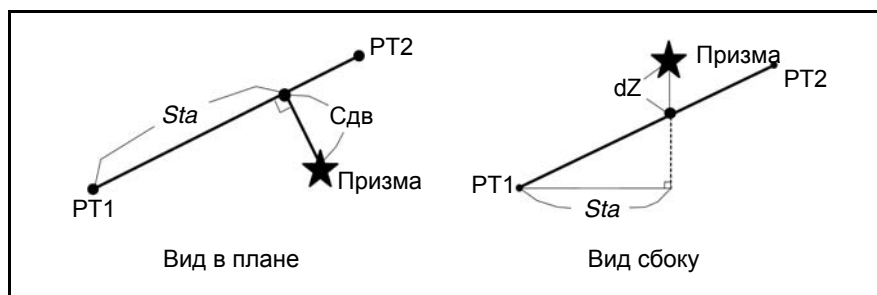 PT2
Sta
Сдв
Призма
PT1
Вид в плане
Призма
PT2
dZ
PT1
Sta
Вид сбоку